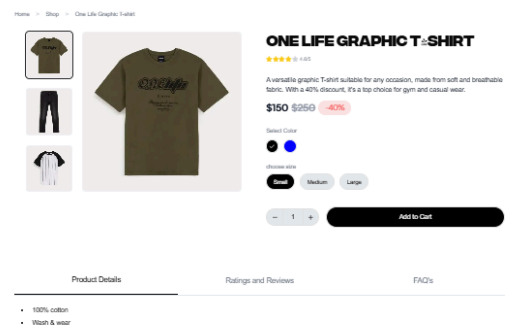 Home > Shop > One Life Graphic T-shirt
ONE LIFE GRAPHIC T-SHIRT
A versatile graphic T-shirt suitable for any occasion, made from soft and breathable
fabric. With a 40% discount, it's a top choice for gym and casual wear.
$150 $250 -40%
Select Color
choose size
Small Medium Large
− 1 + Add to Cart
Product Details Ratings and Reviews FAQ's
• 100% cotton
• Wash & wear